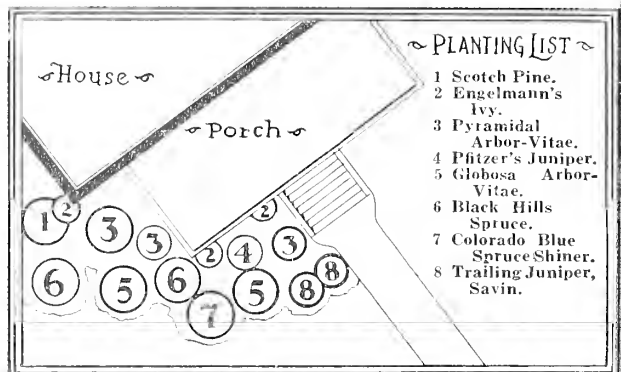 House
Porch
PLANTING LIST
1 Scotch Pine.
2 Engelmann's
Ivy.
3 Pyramidal
Arbor-Vitae.
4 Pfitzer's Juniper.
5 Globosa Arbor-
Vitae.
6 Black Hills
Spruce.
7 Colorado Blue
Spruce Shiner.
8 Trailing Juniper,
Savin.
1 2 3 3 2 4 3 2
6 5 6 7 5 8 8